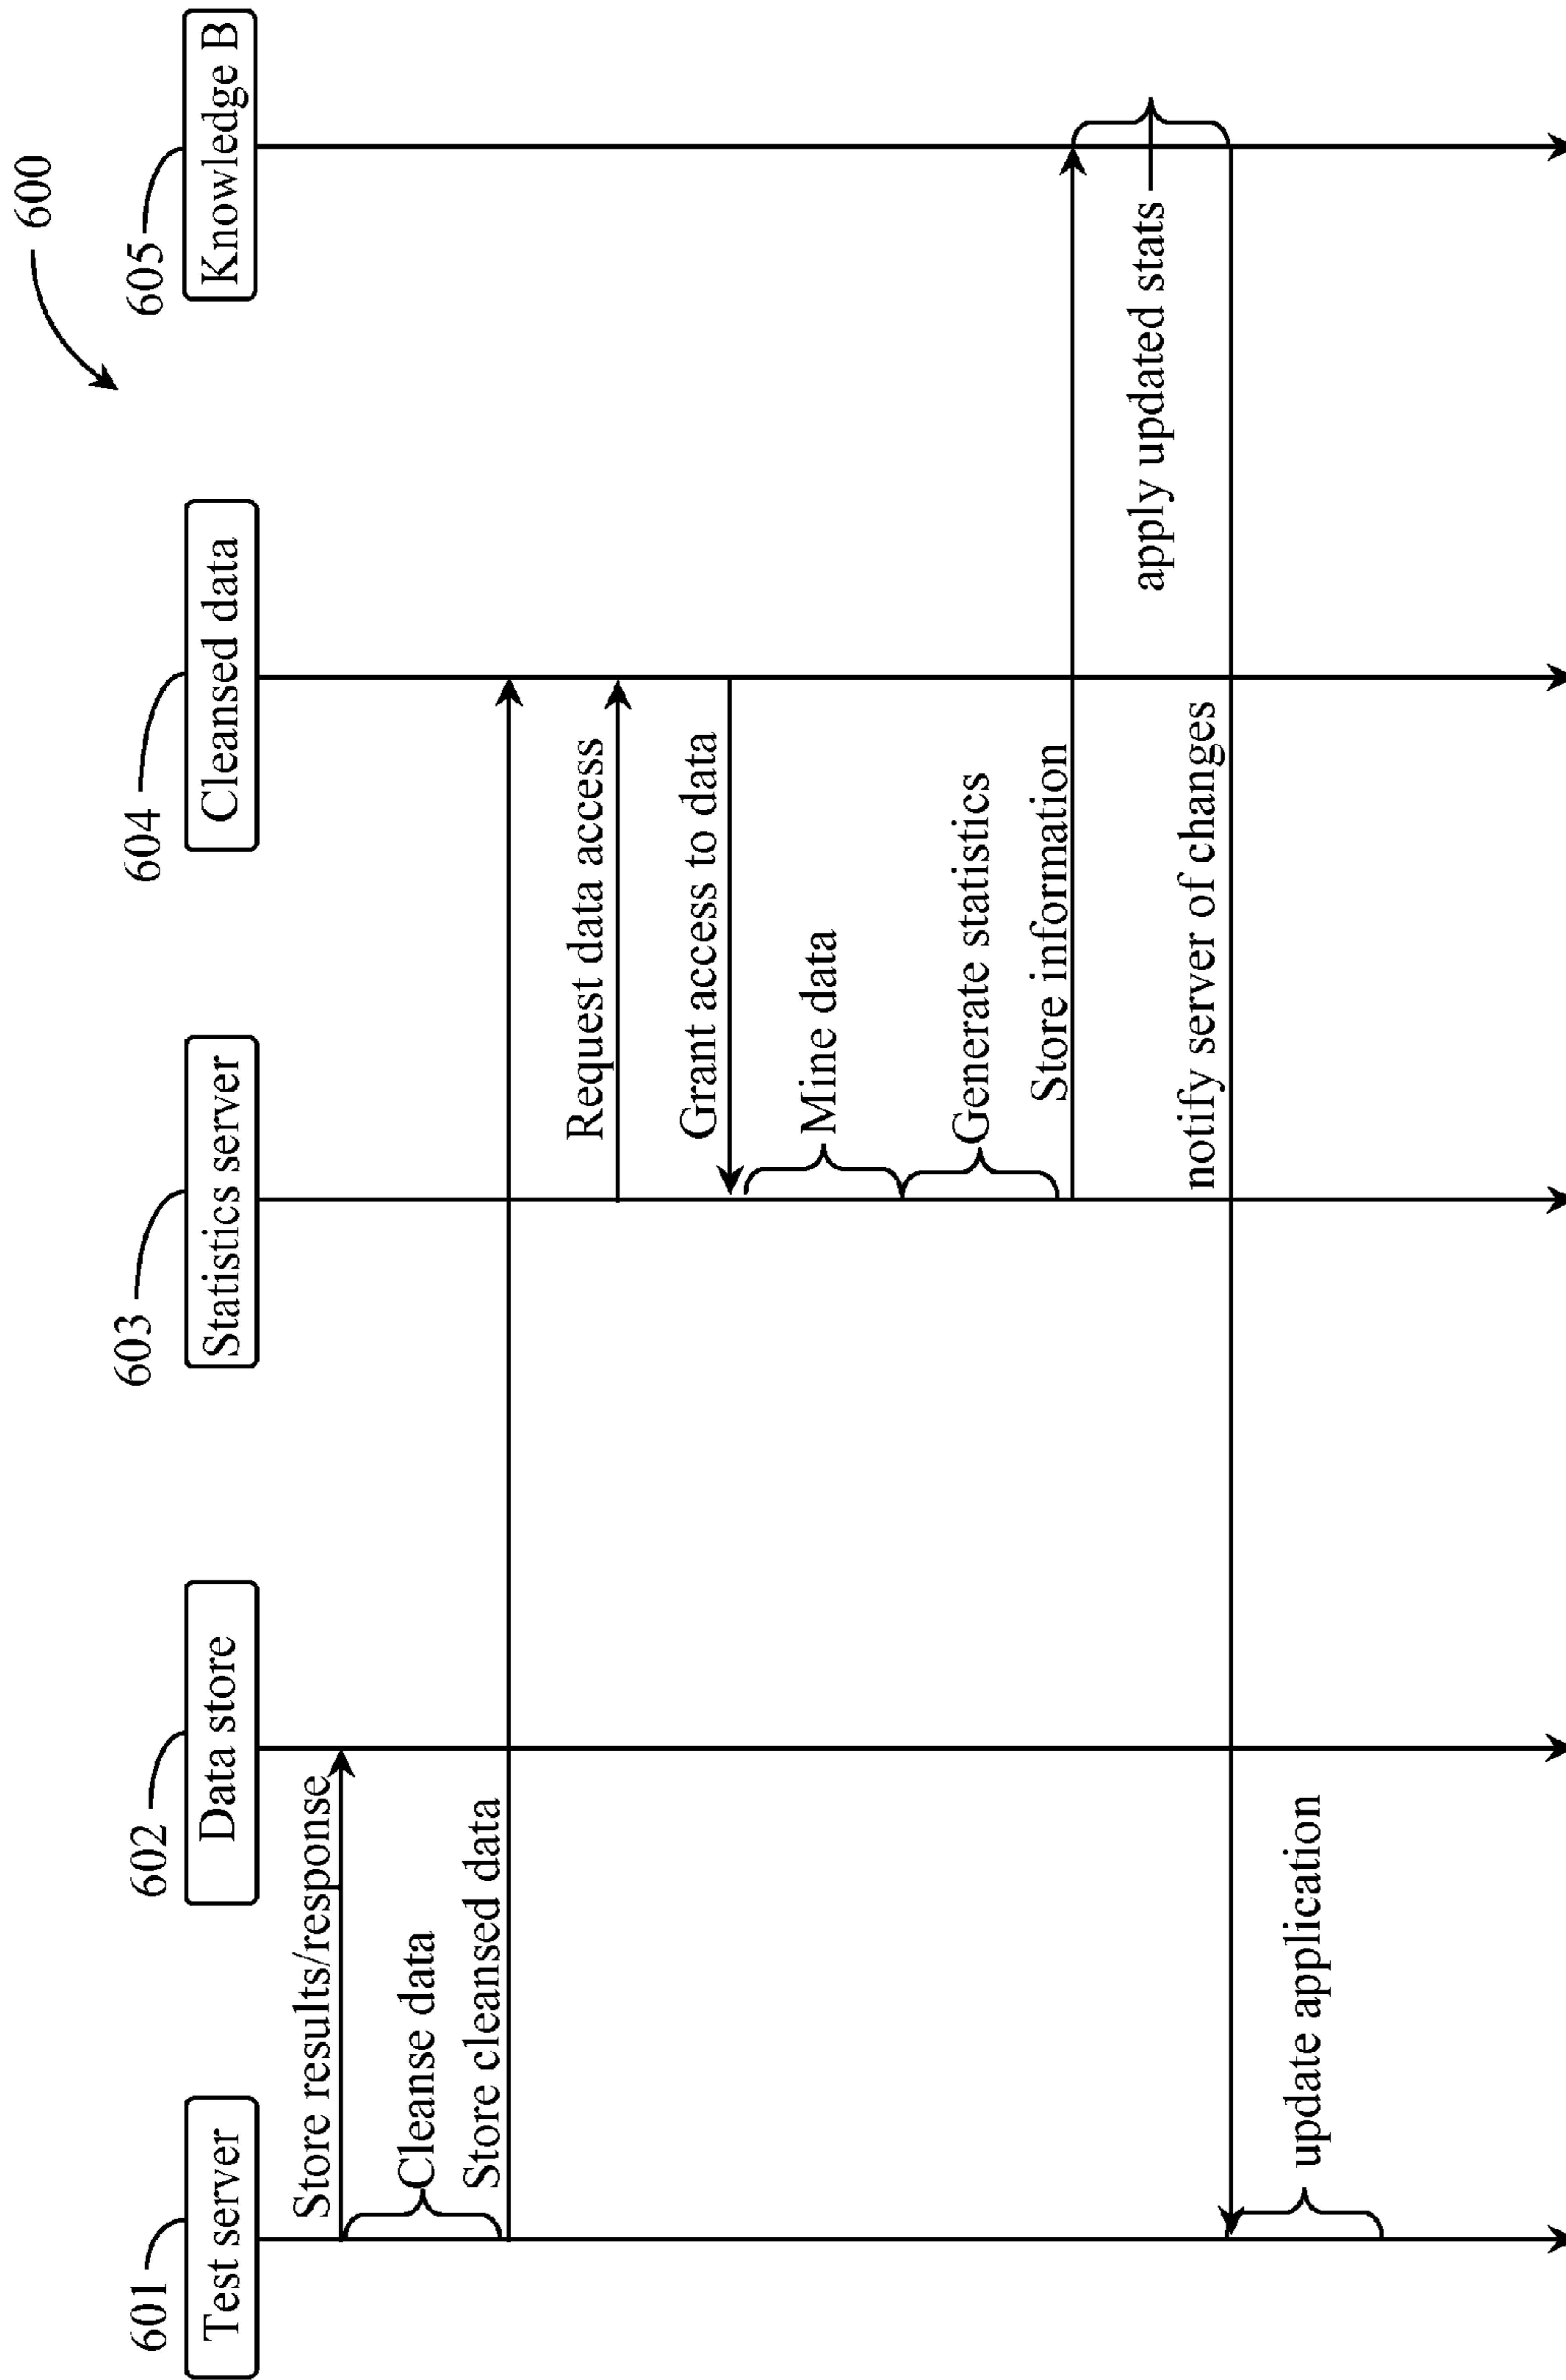 600
601
602
603
604
605
Test server
Data store
Statistics server
Cleansed data
Knowledge B
Store results/response
Cleanse data
Store cleansed data
Request data access
Grant access to data
Mine data
Generate statistics
Store information
apply updated stats
notify server of changes
update application